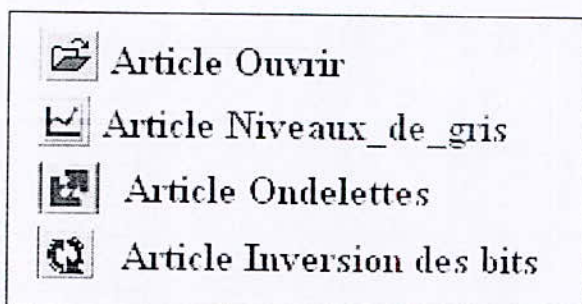 Article Ouvrir
Article Niveaux_de_gris
Article Ondelettes
Article Inversion des bits